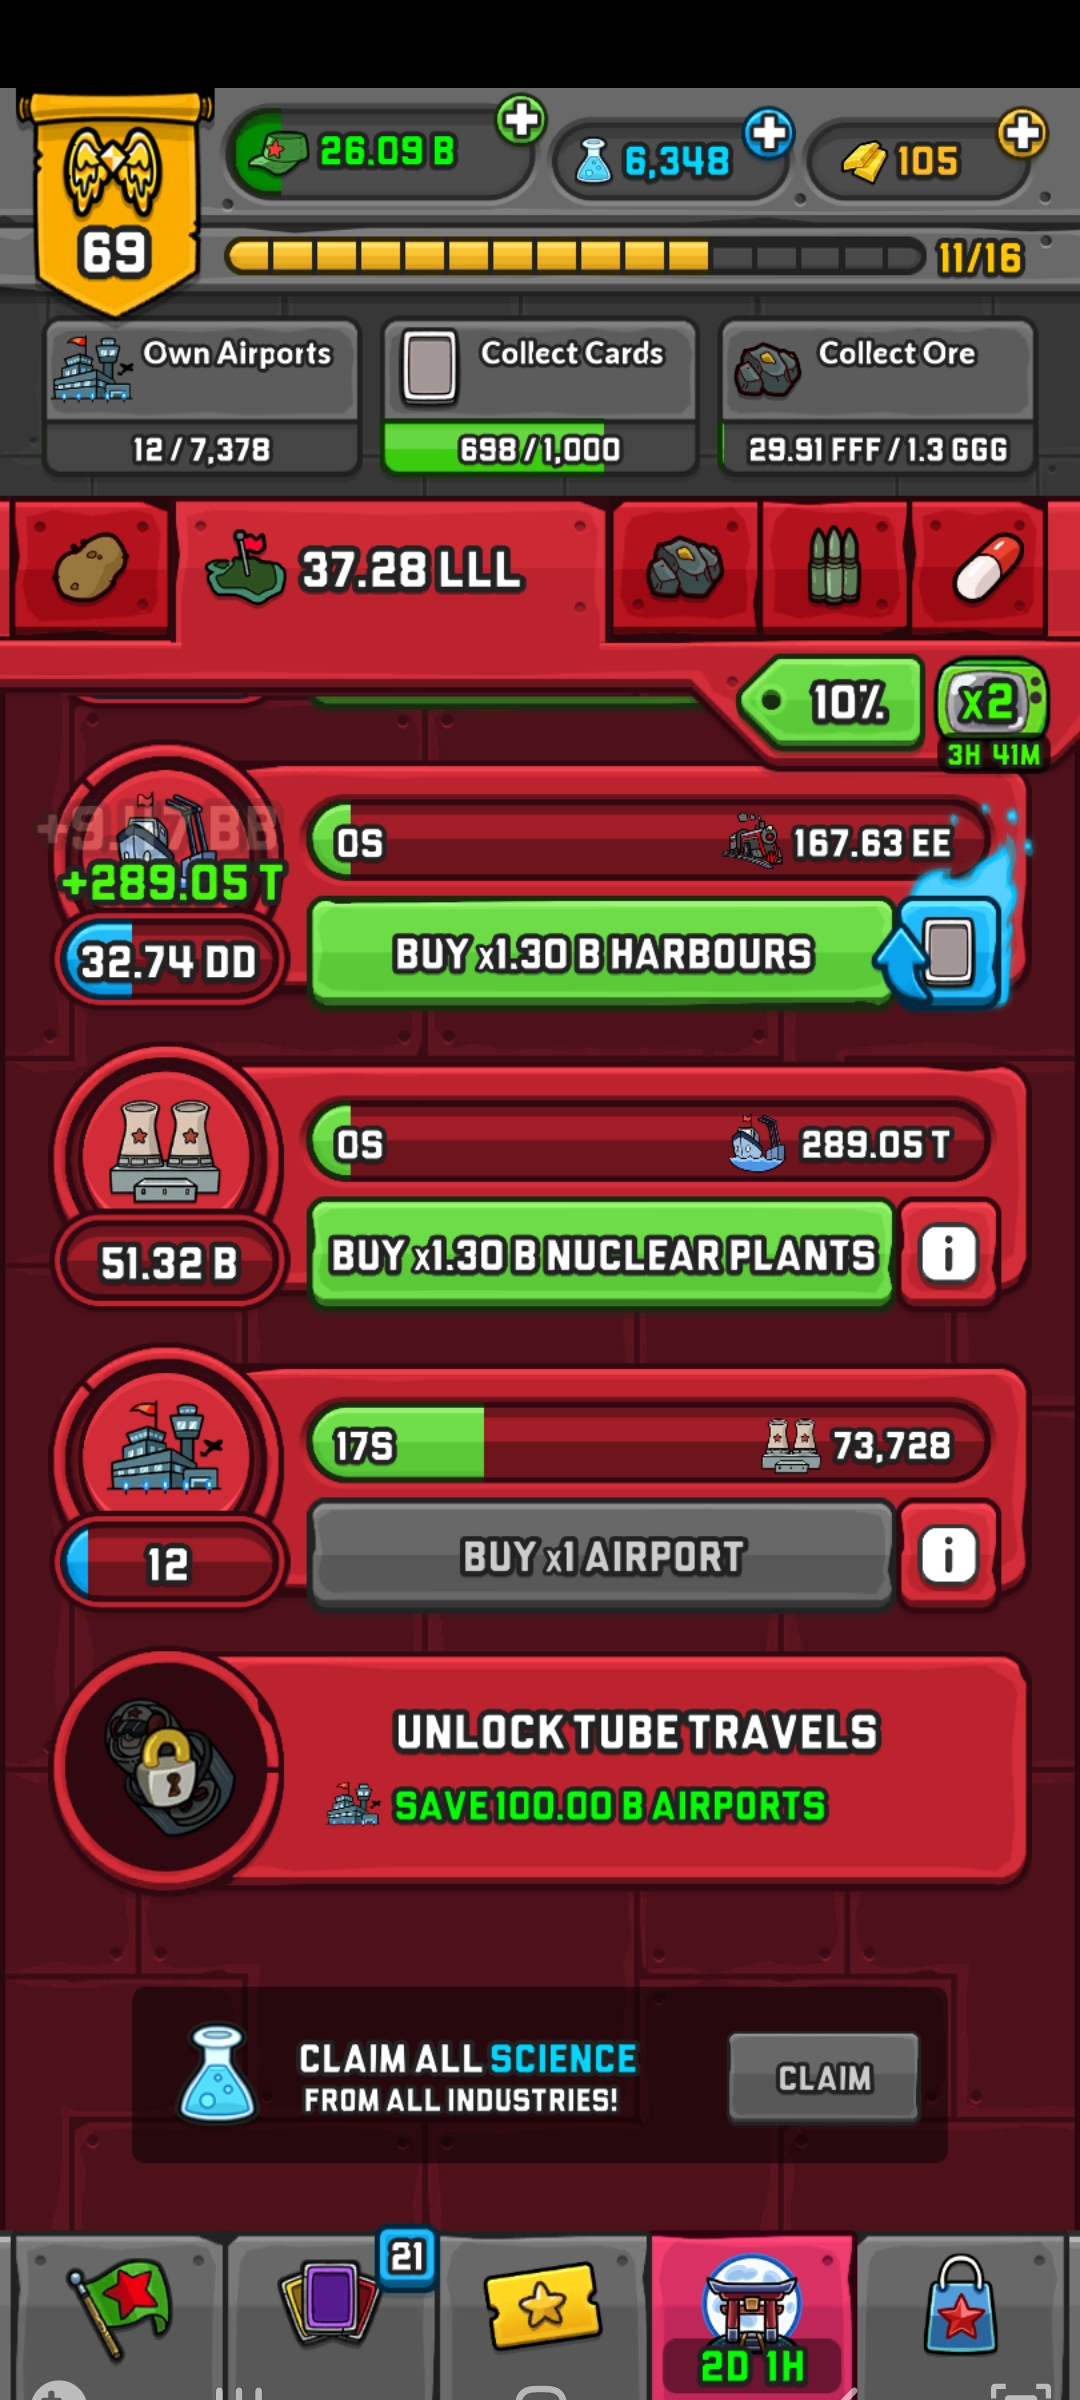 69
26.09 B
6,348
105
11/16
Own Airports
12 / 7,378
Collect Cards
698 / 1,000
Collect Ore
29.91 FFF / 1.3 GGG
37.28 LLL
10%
x2
3H 41M
+289.05 T
32.74 DD
0S
167.63 EE
BUY x1.30 B HARBOURS
51.32 B
0S
289.05 T
BUY x1.30 B NUCLEAR PLANTS
i
12
17S
73,728
BUY x1 AIRPORT
i
UNLOCK TUBE TRAVELS
SAVE 100.00 B AIRPORTS
CLAIM ALL SCIENCE
FROM ALL INDUSTRIES!
CLAIM
21
2D 1H